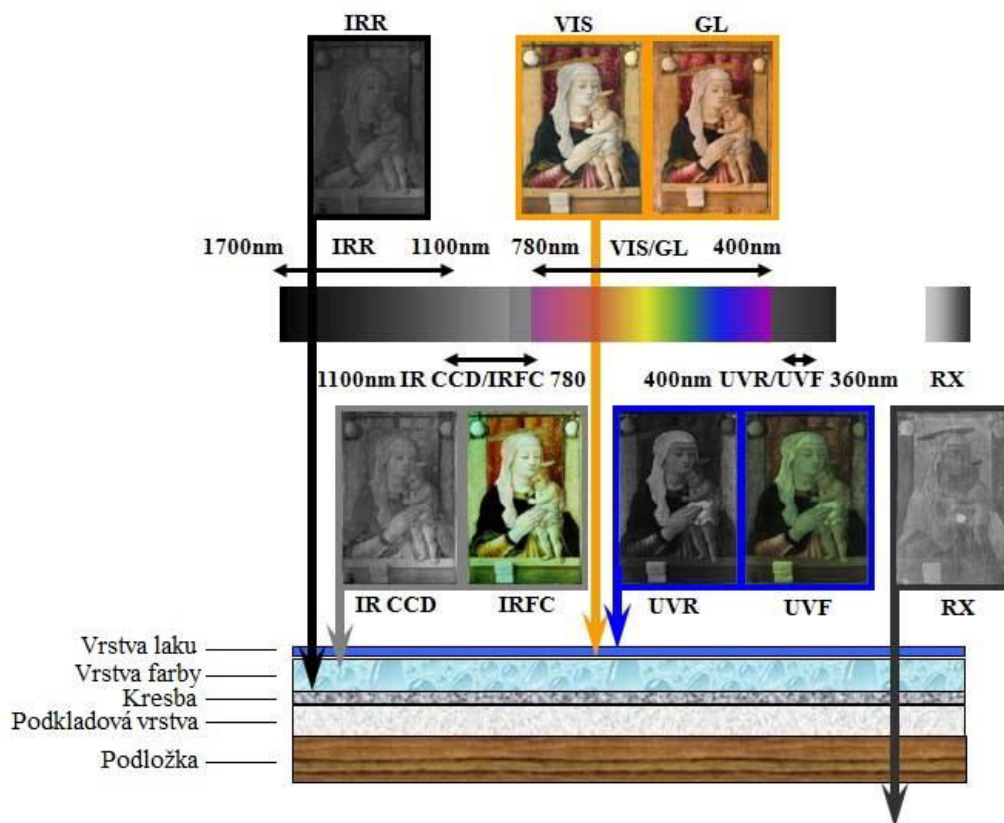 IRR VIS GL
1700nm IRR 1100nm 780nm VIS/GL 400nm
1100nm IR CCD/IRFC 780 400nm UVR/UVF 360nm RX
IR CCD IRFC UVR UVF RX
Vrstva laku
Vrstva farby
Kresba
Podkladová vrstva
Podložka